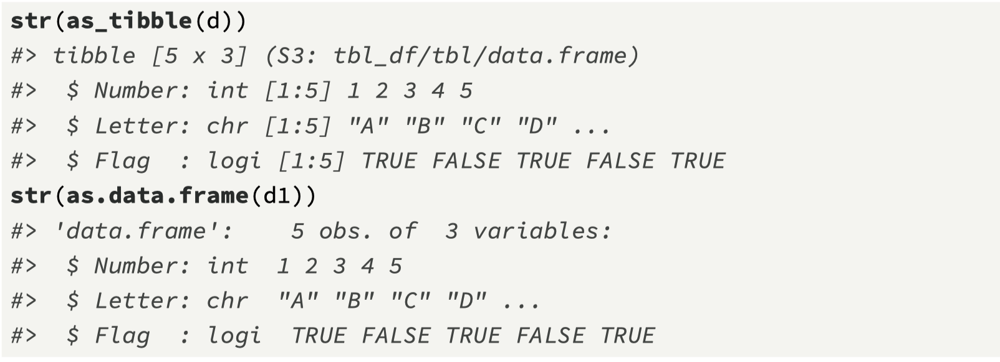 str(as_tibble(d))
#> tibble [5 x 3] (S3: tbl_df/tbl/data.frame)
#>  $ Number: int [1:5] 1 2 3 4 5
#>  $ Letter: chr [1:5] "A" "B" "C" "D" ...
#>  $ Flag  : logi [1:5] TRUE FALSE TRUE FALSE TRUE
str(as.data.frame(d1))
#> 'data.frame':    5 obs. of  3 variables:
#>  $ Number: int  1 2 3 4 5
#>  $ Letter: chr  "A" "B" "C" "D" ...
#>  $ Flag  : logi  TRUE FALSE TRUE FALSE TRUE